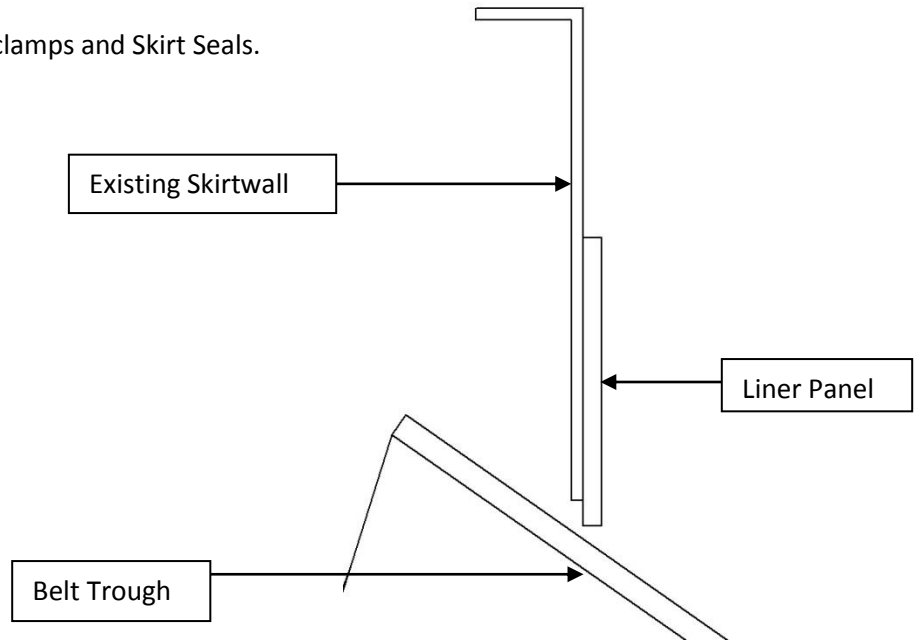 clamps and Skirt Seals.
Existing Skirtwall
Liner Panel
Belt Trough